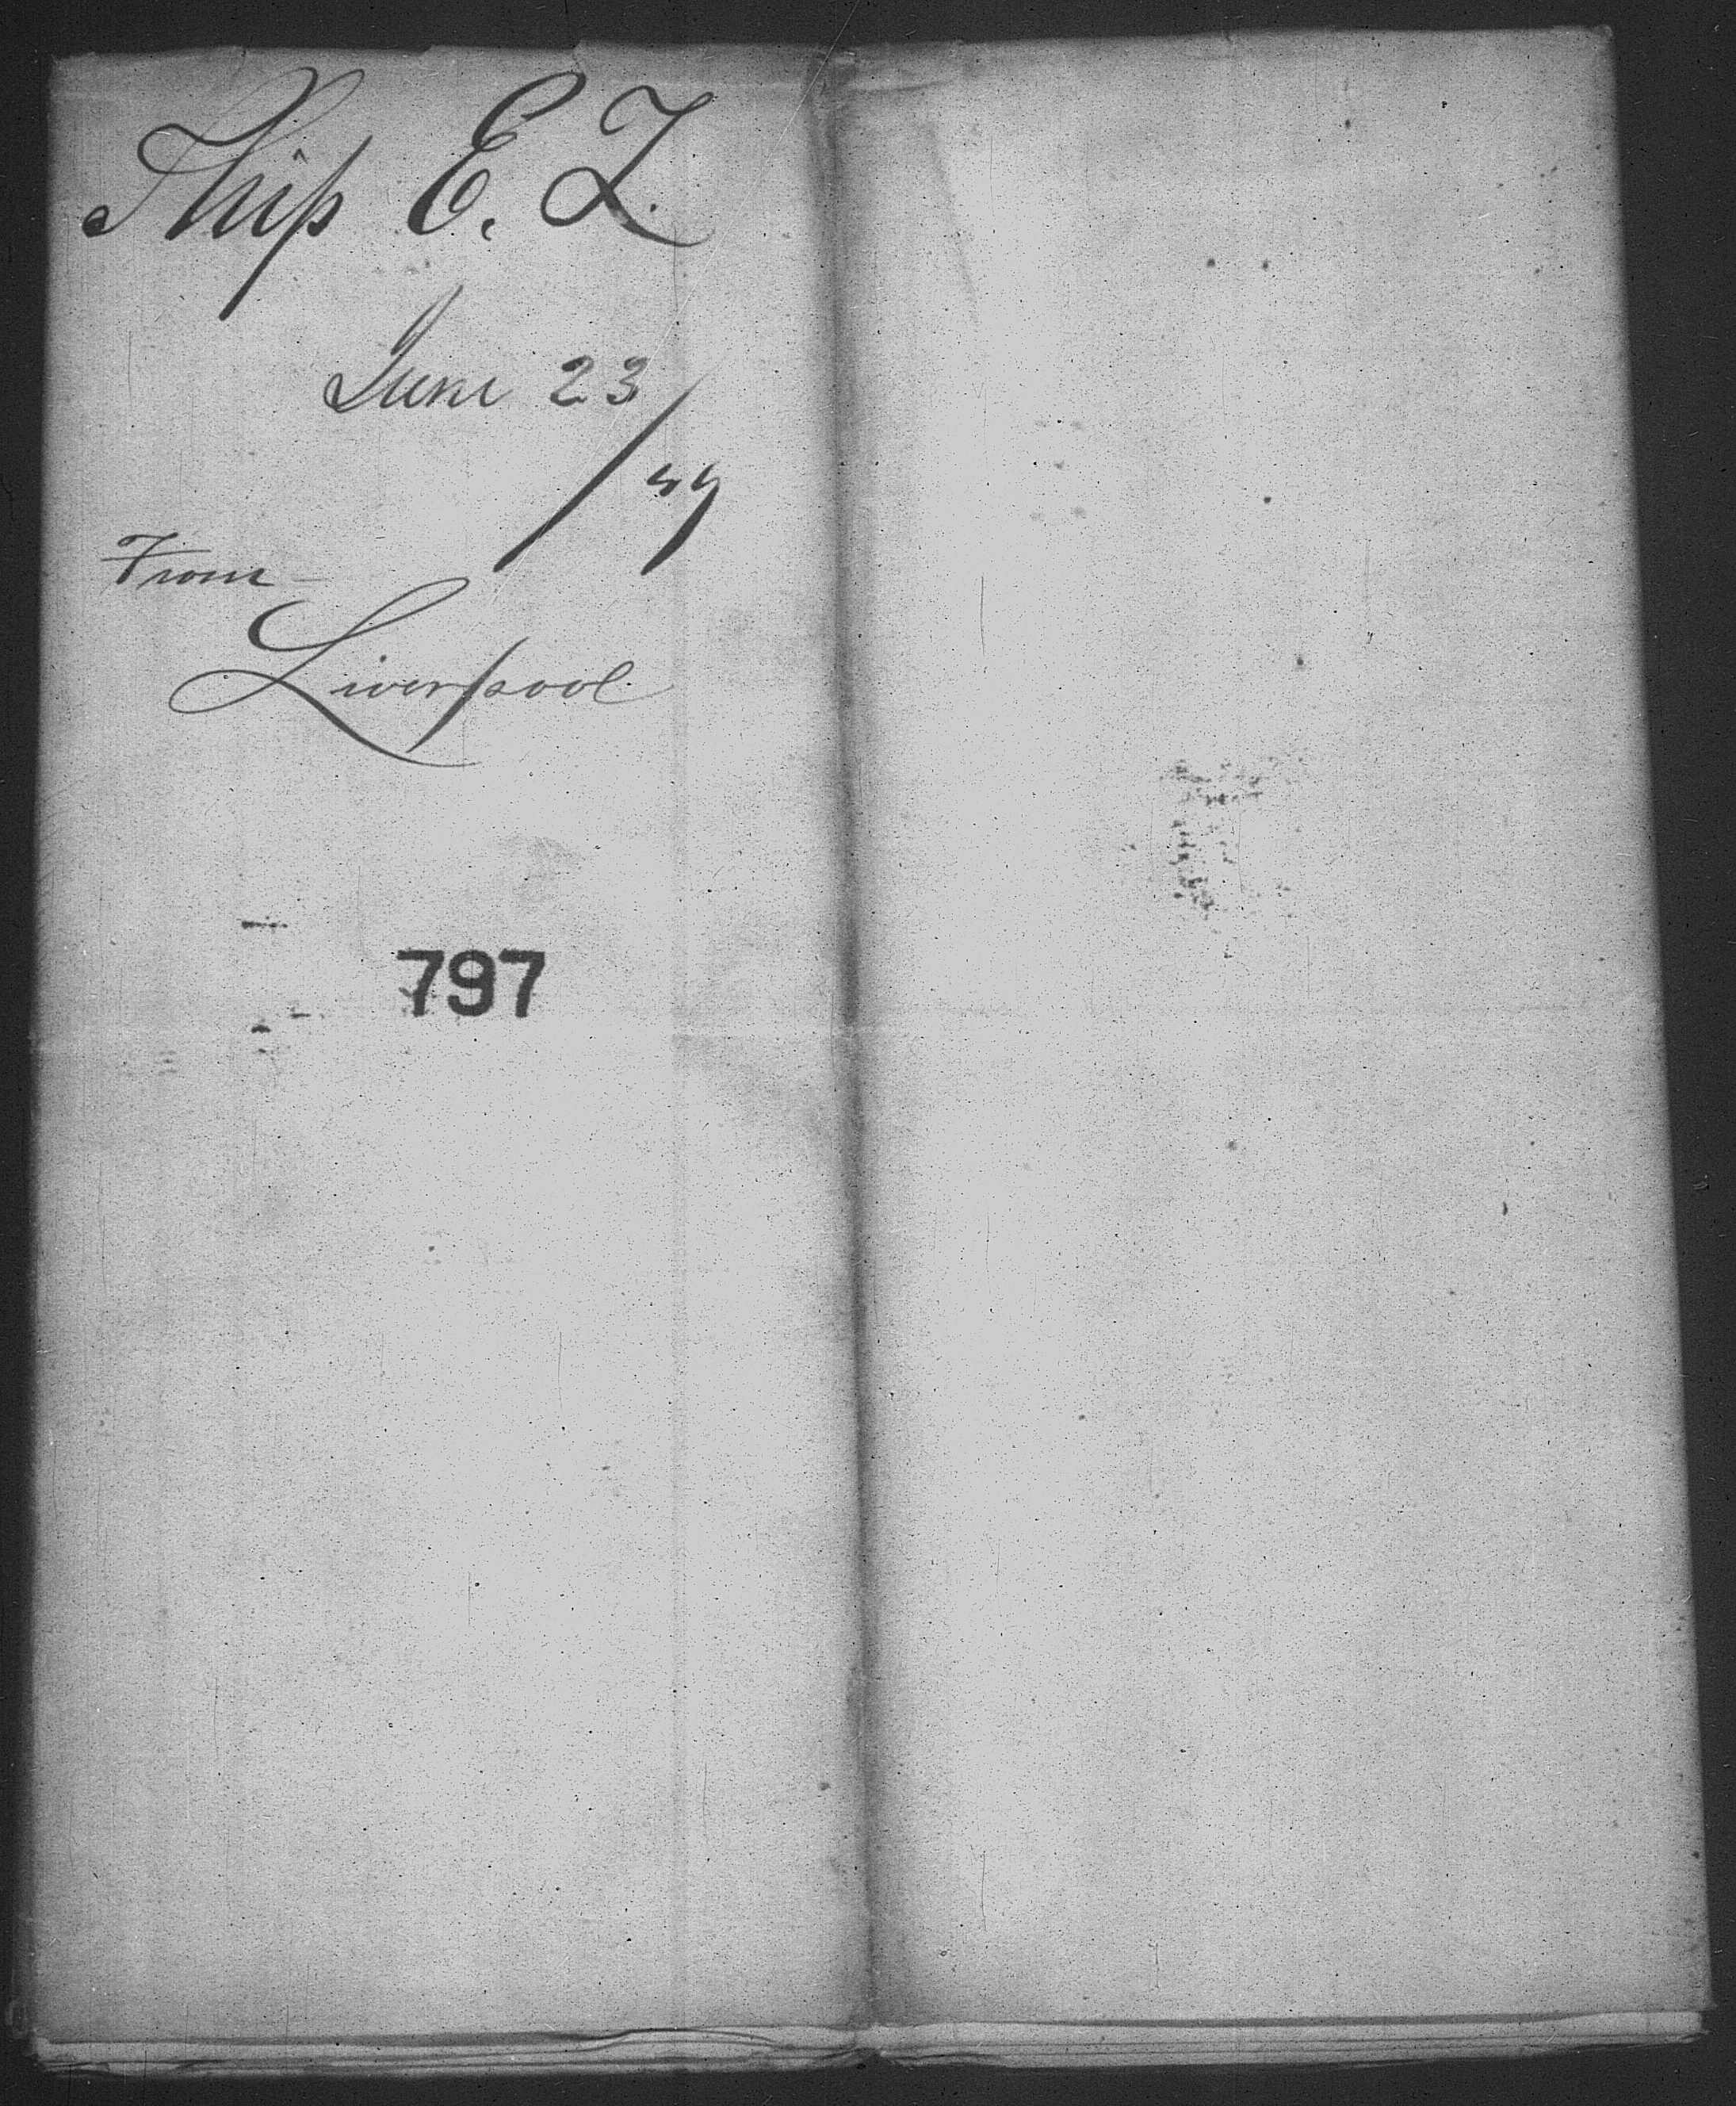 Ship E. Z.
June 23
/49
From
Liverpool
797